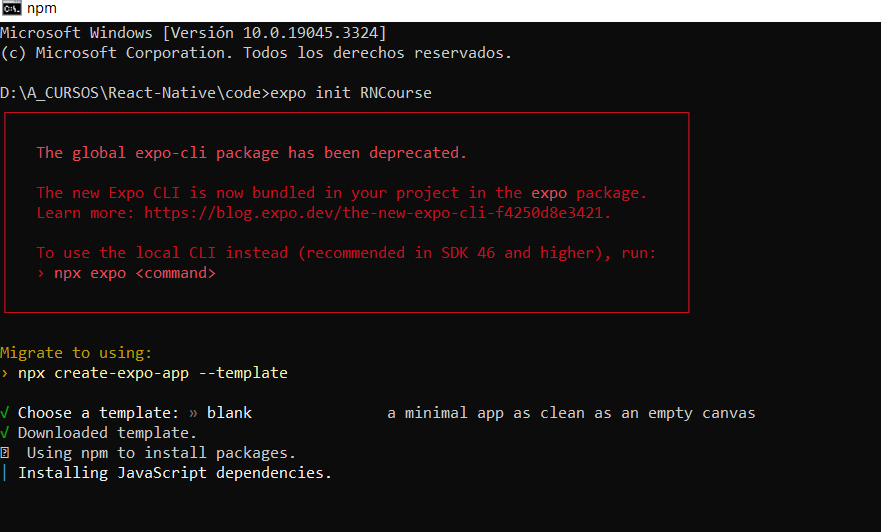 npm
Microsoft Windows [Versión 10.0.19045.3324]
(c) Microsoft Corporation. Todos los derechos reservados.
D:\A_CURSOS\React-Native\code>expo init RNCourse
The global expo-cli package has been deprecated.
The new Expo CLI is now bundled in your project in the expo package.
Learn more: https://blog.expo.dev/the-new-expo-cli-f4250d8e3421.
To use the local CLI instead (recommended in SDK 46 and higher), run:
› npx expo <command>
Migrate to using:
› npx create-expo-app --template
√ Choose a template: » blank a minimal app as clean as an empty canvas
√ Downloaded template.
⍰ Using npm to install packages.
| Installing JavaScript dependencies.